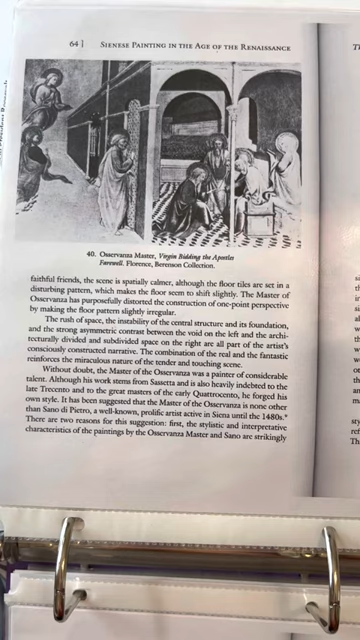 64 | SIENESE PAINTING IN THE AGE OF THE RENAISSANCE
40. Osservanza Master, Virgin Bidding the Apostles
Farewell. Florence, Berenson Collection.
faithful friends, the scene is spatially calmer, although the floor tiles are set in a
disturbing pattern, which makes the floor seem to shift slightly. The Master of
Osservanza has purposefully distorted the construction of one-point perspective
by making the floor pattern slightly irregular.
The rush of space, the instability of the central structure and its foundation,
and the strong asymmetric contrast between the void on the left and the archi-
tecturally divided and subdivided space on the right are all part of the artist's
consciously constructed narrative. The combination of the real and the fantastic
reinforces the miraculous nature of the tender and touching scene.
Without doubt, the Master of the Osservanza was a painter of considerable
talent. Although his work stems from Sassetta and is also heavily indebted to the
late Trecento and to the great masters of the early Quattrocento, he forged his
own style. It has been suggested that the Master of the Osservanza is none other
than Sano di Pietro, a well-known, prolific artist active in Siena until the 1480s.*
There are two reasons for this suggestion: first, the stylistic and interpretative
characteristics of the paintings by the Osservanza Master and Sano are strikingly